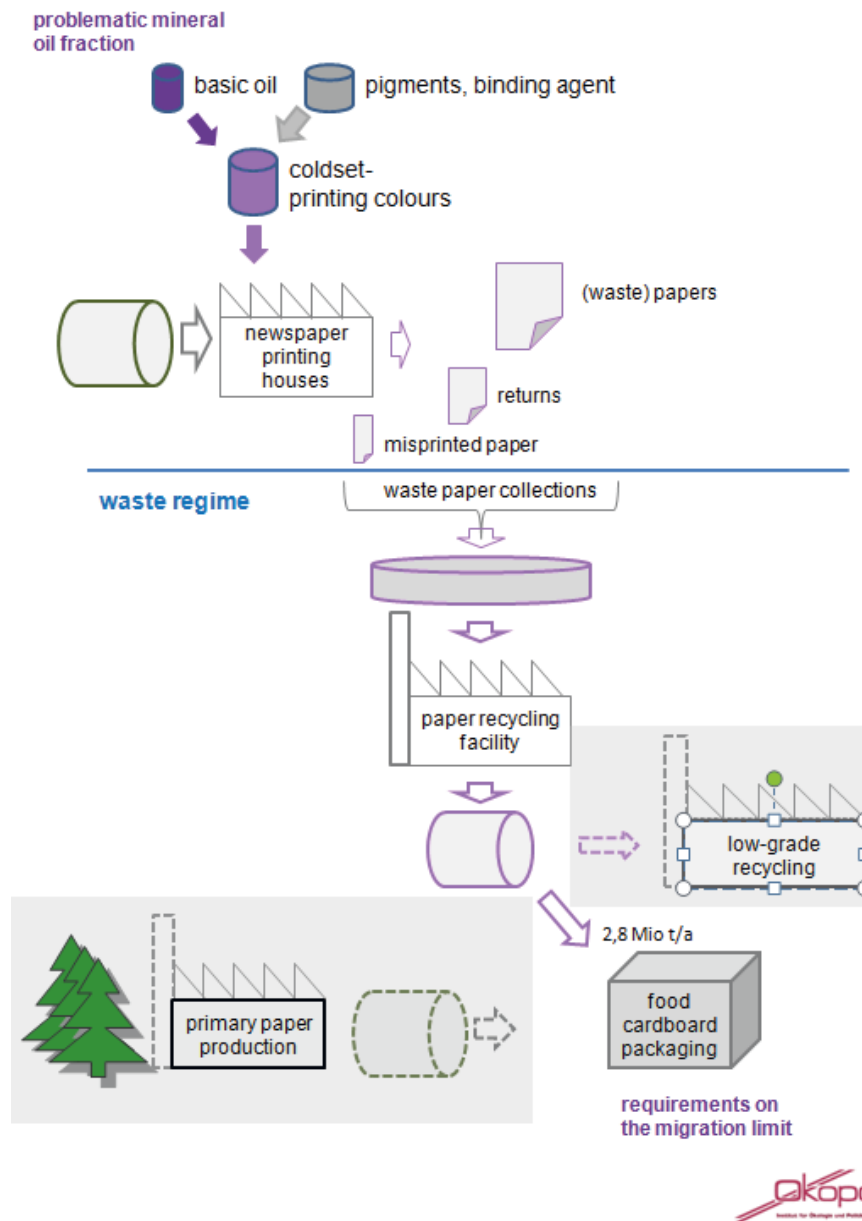 problematic mineral
oil fraction
basic oil
pigments, binding agent
coldset-
printing colours
(waste) papers
newspaper
printing
houses
returns
misprinted paper
waste regime
waste paper collections
paper recycling
facility
low-grade
recycling
2,8 Mio t/a
primary paper
production
food
cardboard
packaging
requirements on
the migration limit